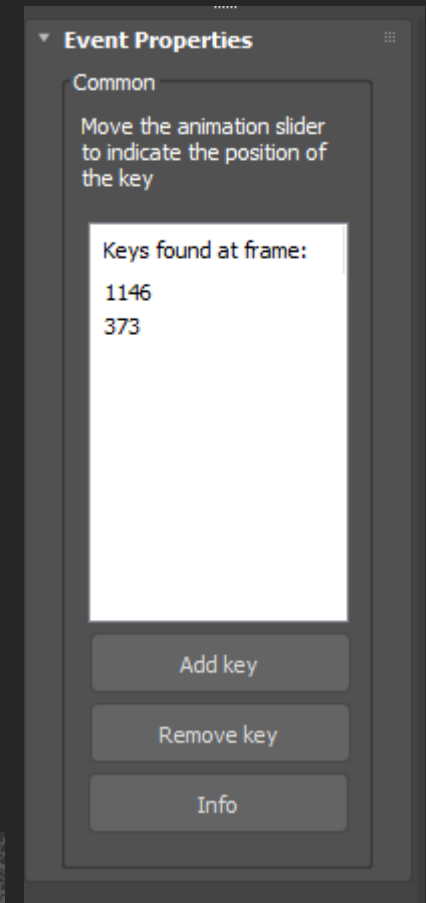 Event Properties
Common
Move the animation slider
to indicate the position of
the key
Keys found at frame:
1146
373
Add key
Remove key
Info